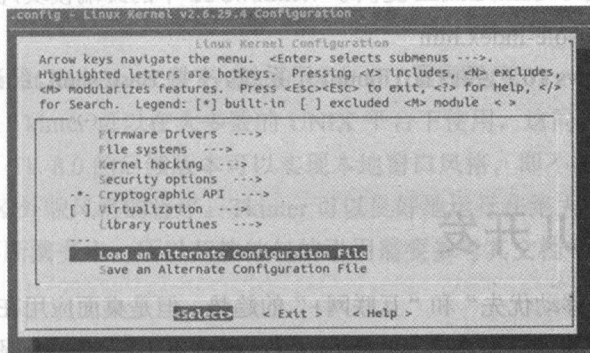 .config - Linux Kernel v2.6.29.4 Configuration
Linux Kernel Configuration
Arrow keys navigate the menu. <Enter> selects submenus --->.
Highlighted letters are hotkeys. Pressing <Y> includes, <N> excludes,
<M> modularizes features. Press <Esc><Esc> to exit, <?> for Help, </>
for Search. Legend: [*] built-in [ ] excluded <M> module < >
Firmware Drivers --->
File systems --->
Kernel hacking --->
Security options --->
-*- Cryptographic API --->
[ ] Virtualization --->
Library routines --->
---
Load an Alternate Configuration File
Save an Alternate Configuration File
<Select> < Exit > < Help >